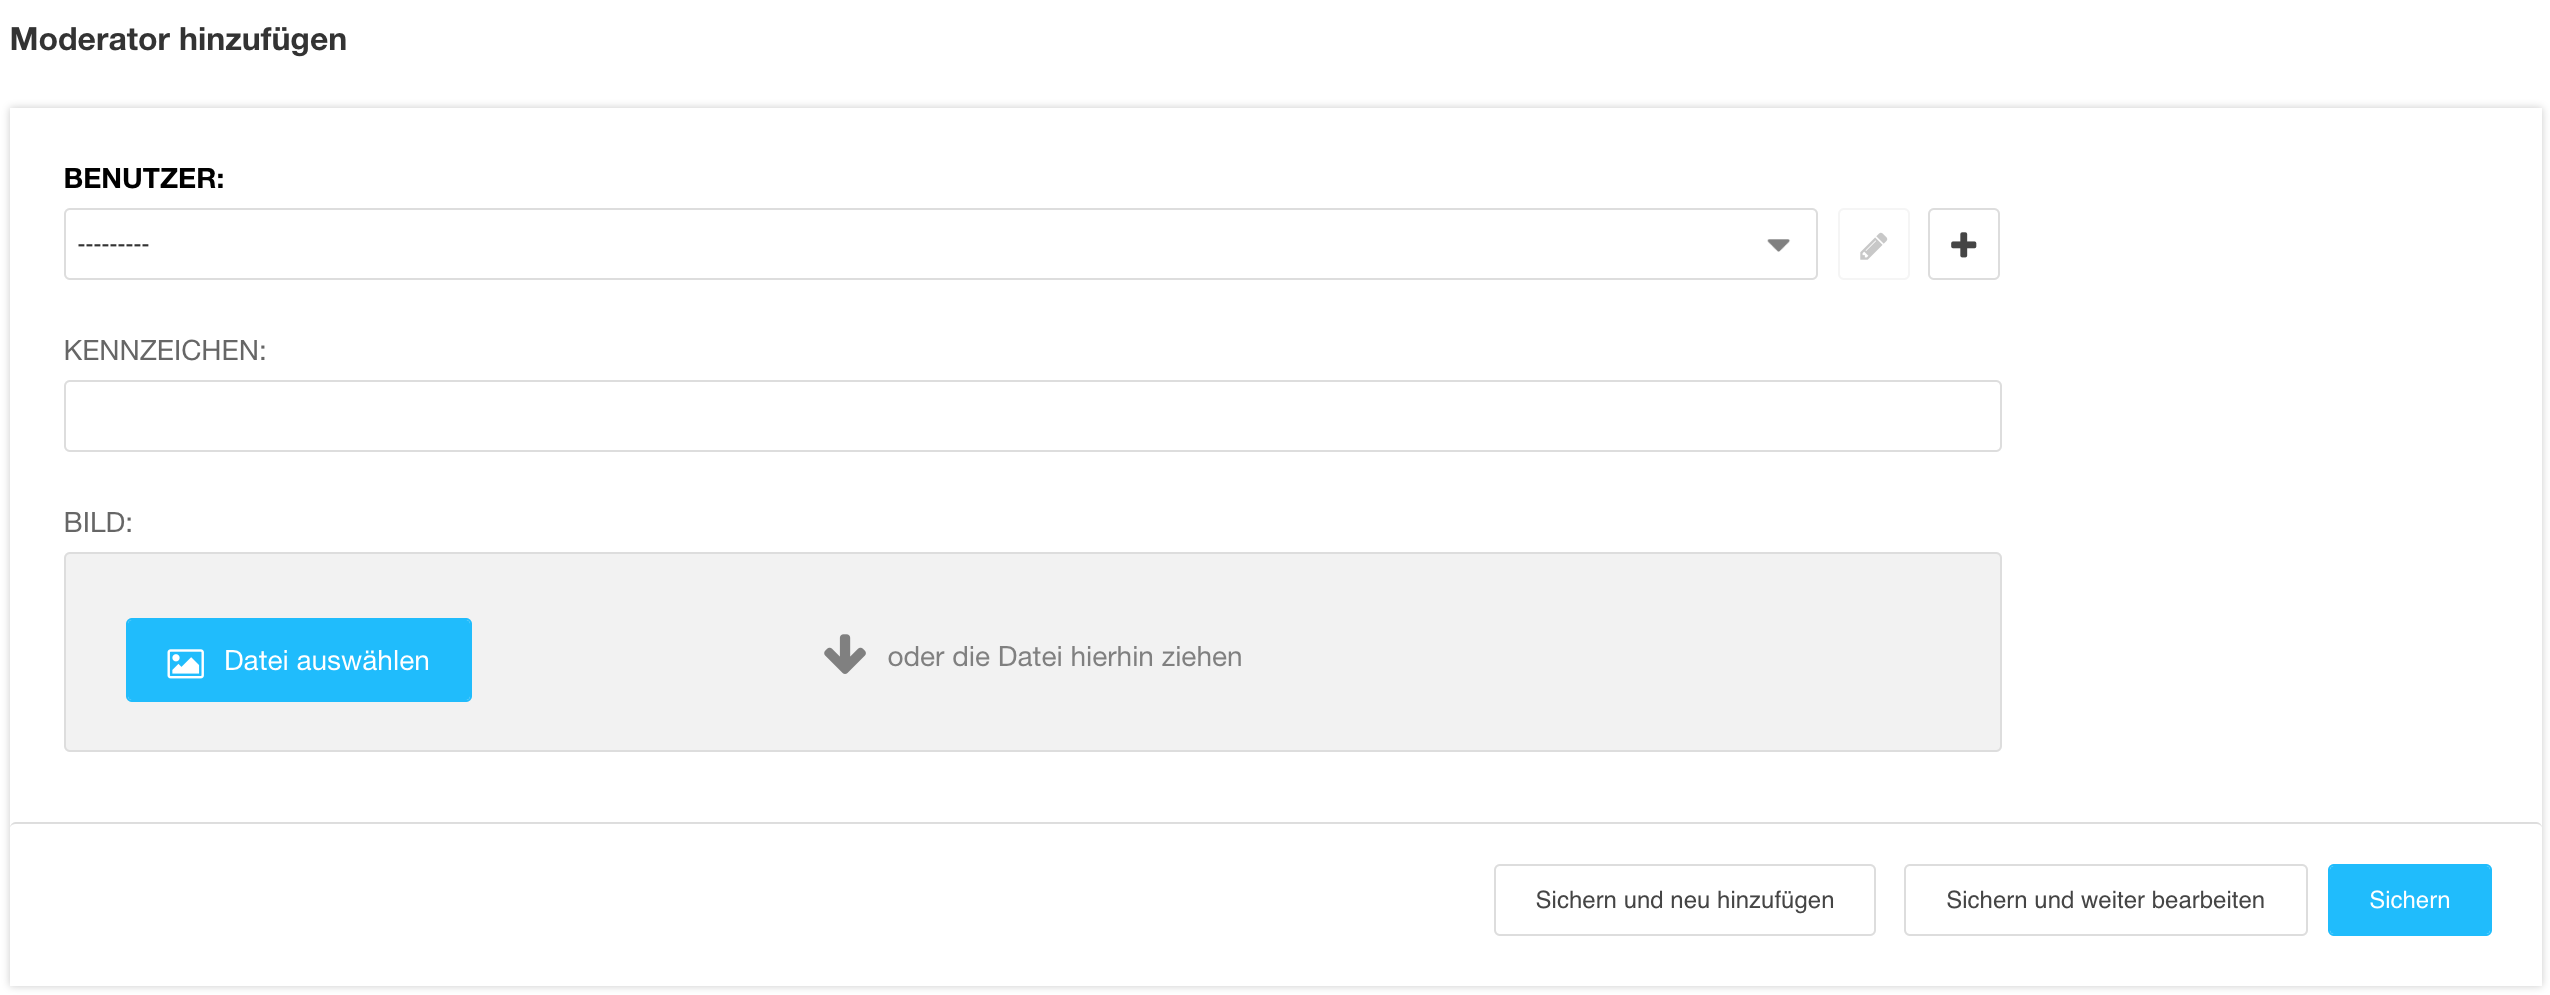 Moderator hinzufügen
BENUTZER:
---------
KENNZEICHEN:
BILD:
Datei auswählen
oder die Datei hierhin ziehen
Sichern und neu hinzufügen
Sichern und weiter bearbeiten
Sichern